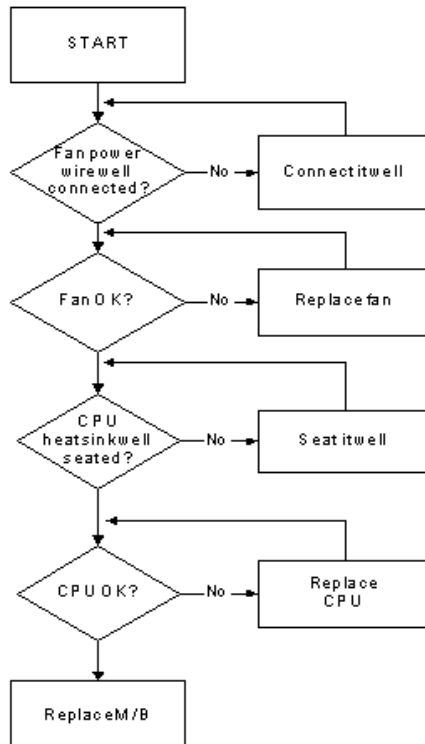 START
Fan power
wire well
connected?
No
Connect it well
Fan OK?
No
Replace fan
CPU
heatsink well
seated?
No
Seat it well
CPU OK?
No
Replace
CPU
Replace M/B